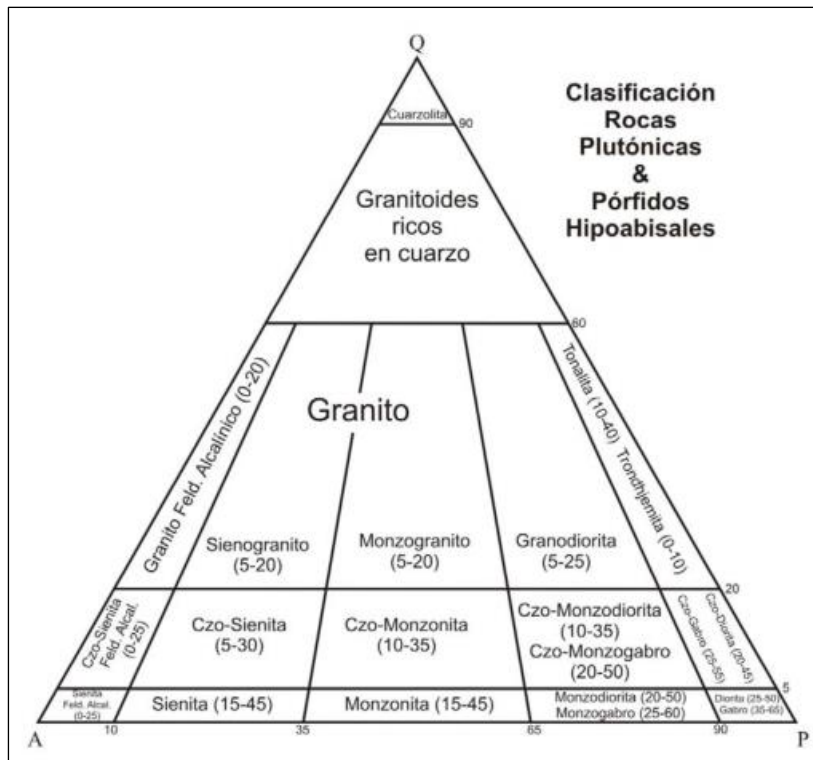 Q
Clasificación
Rocas
Plutónicas
&
Pórfidos
Hipoabisales
Cuarzolita
90
Granitoides
ricos
en cuarzo
60
Granito Feld. Alcalínico (0-20)
Granito
Tonalita (10-40)
Trondhjemita (0-10)
Sienogranito
(5-20)
Monzogranito
(5-20)
Granodiorita
(5-25)
20
Czo-Sienita
Feld. Alcal.
(0-25)
Czo-Sienita
(5-30)
Czo-Monzonita
(10-35)
Czo-Monzodiorita
(10-35)
Czo-Monzogabro
(20-50)
Czo-Diorita (20-45)
Czo-Gabro (25-55)
5
Sienita
Feld. Alcal.
(0-25)
Sienita (15-45)
Monzonita (15-45)
Monzodiorita (20-50)
Monzogabro (25-60)
Diorita (25-50)
Gabro (35-65)
A
10
35
65
90
P